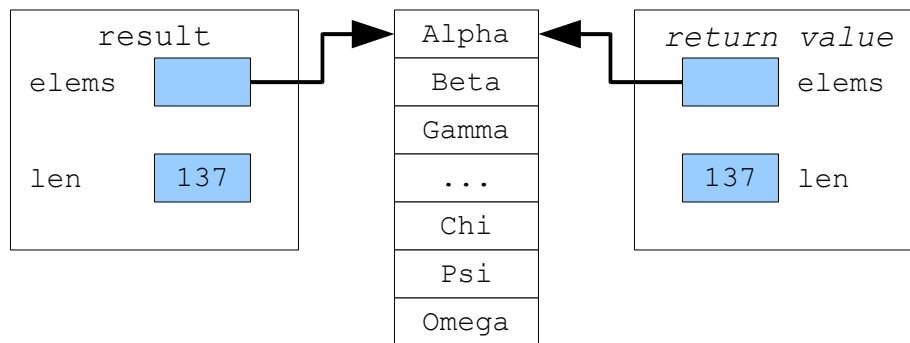 result
elems
len 137
Alpha
Beta
Gamma
...
Chi
Psi
Omega
return value
elems
137 len